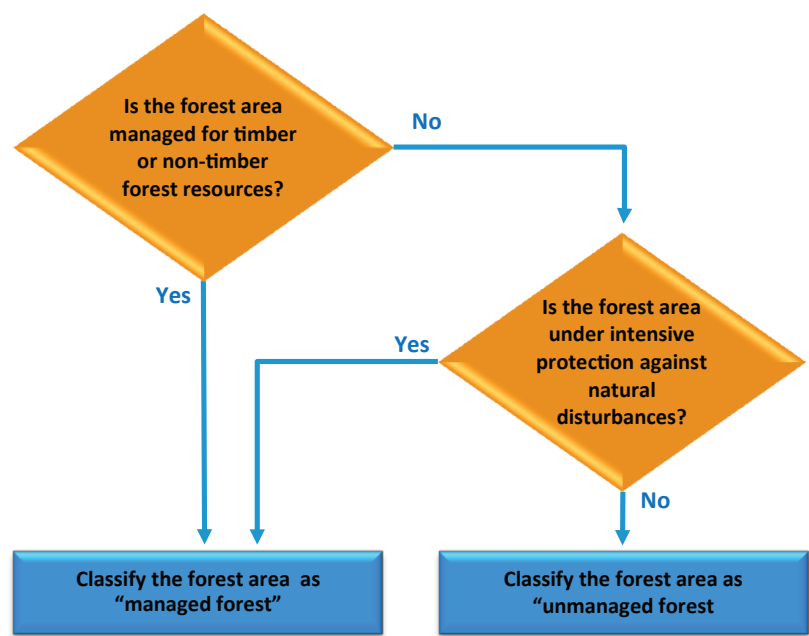 Is the forest area
managed for timber
or non-timber
forest resources?
No
Yes
Is the forest area
under intensive
protection against
natural
disturbances?
Yes
No
Classify the forest area as
“managed forest”
Classify the forest area as
“unmanaged forest